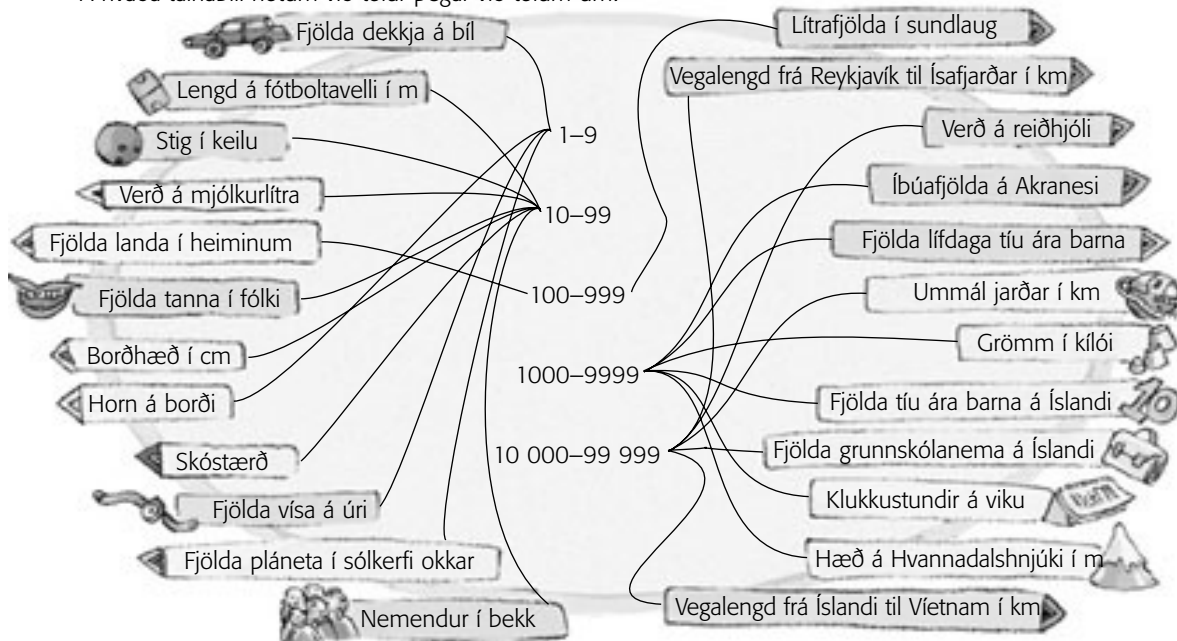 Fjölda dekkja á bíl
Lengd á fótboltavelli í m
Stig í keilu
Verð á mjólkurlítra
Fjölda landa í heiminum
Fjölda tanna í fólki
Borðhæð í cm
Horn á borði
Skóstærð
Fjölda vísa á úri
Fjölda pláneta í sólkerfi okkar
Nemendur í bekk
1–9
10–99
100–999
1000–9999
10 000–99 999
Lítrafjölda í sundlaug
Vegalengd frá Reykjavík til Ísafjarðar í km
Verð á reiðhjóli
Íbúafjölda á Akranesi
Fjölda lífdaga tíu ára barna
Ummál jarðar í km
Grömm í kílói
Fjölda tíu ára barna á Íslandi
10
Fjölda grunnskólanema á Íslandi
Klukkustundir á viku
Hæð á Hvannadalshnjúki í m
Vegalengd frá Íslandi til Víetnam í km